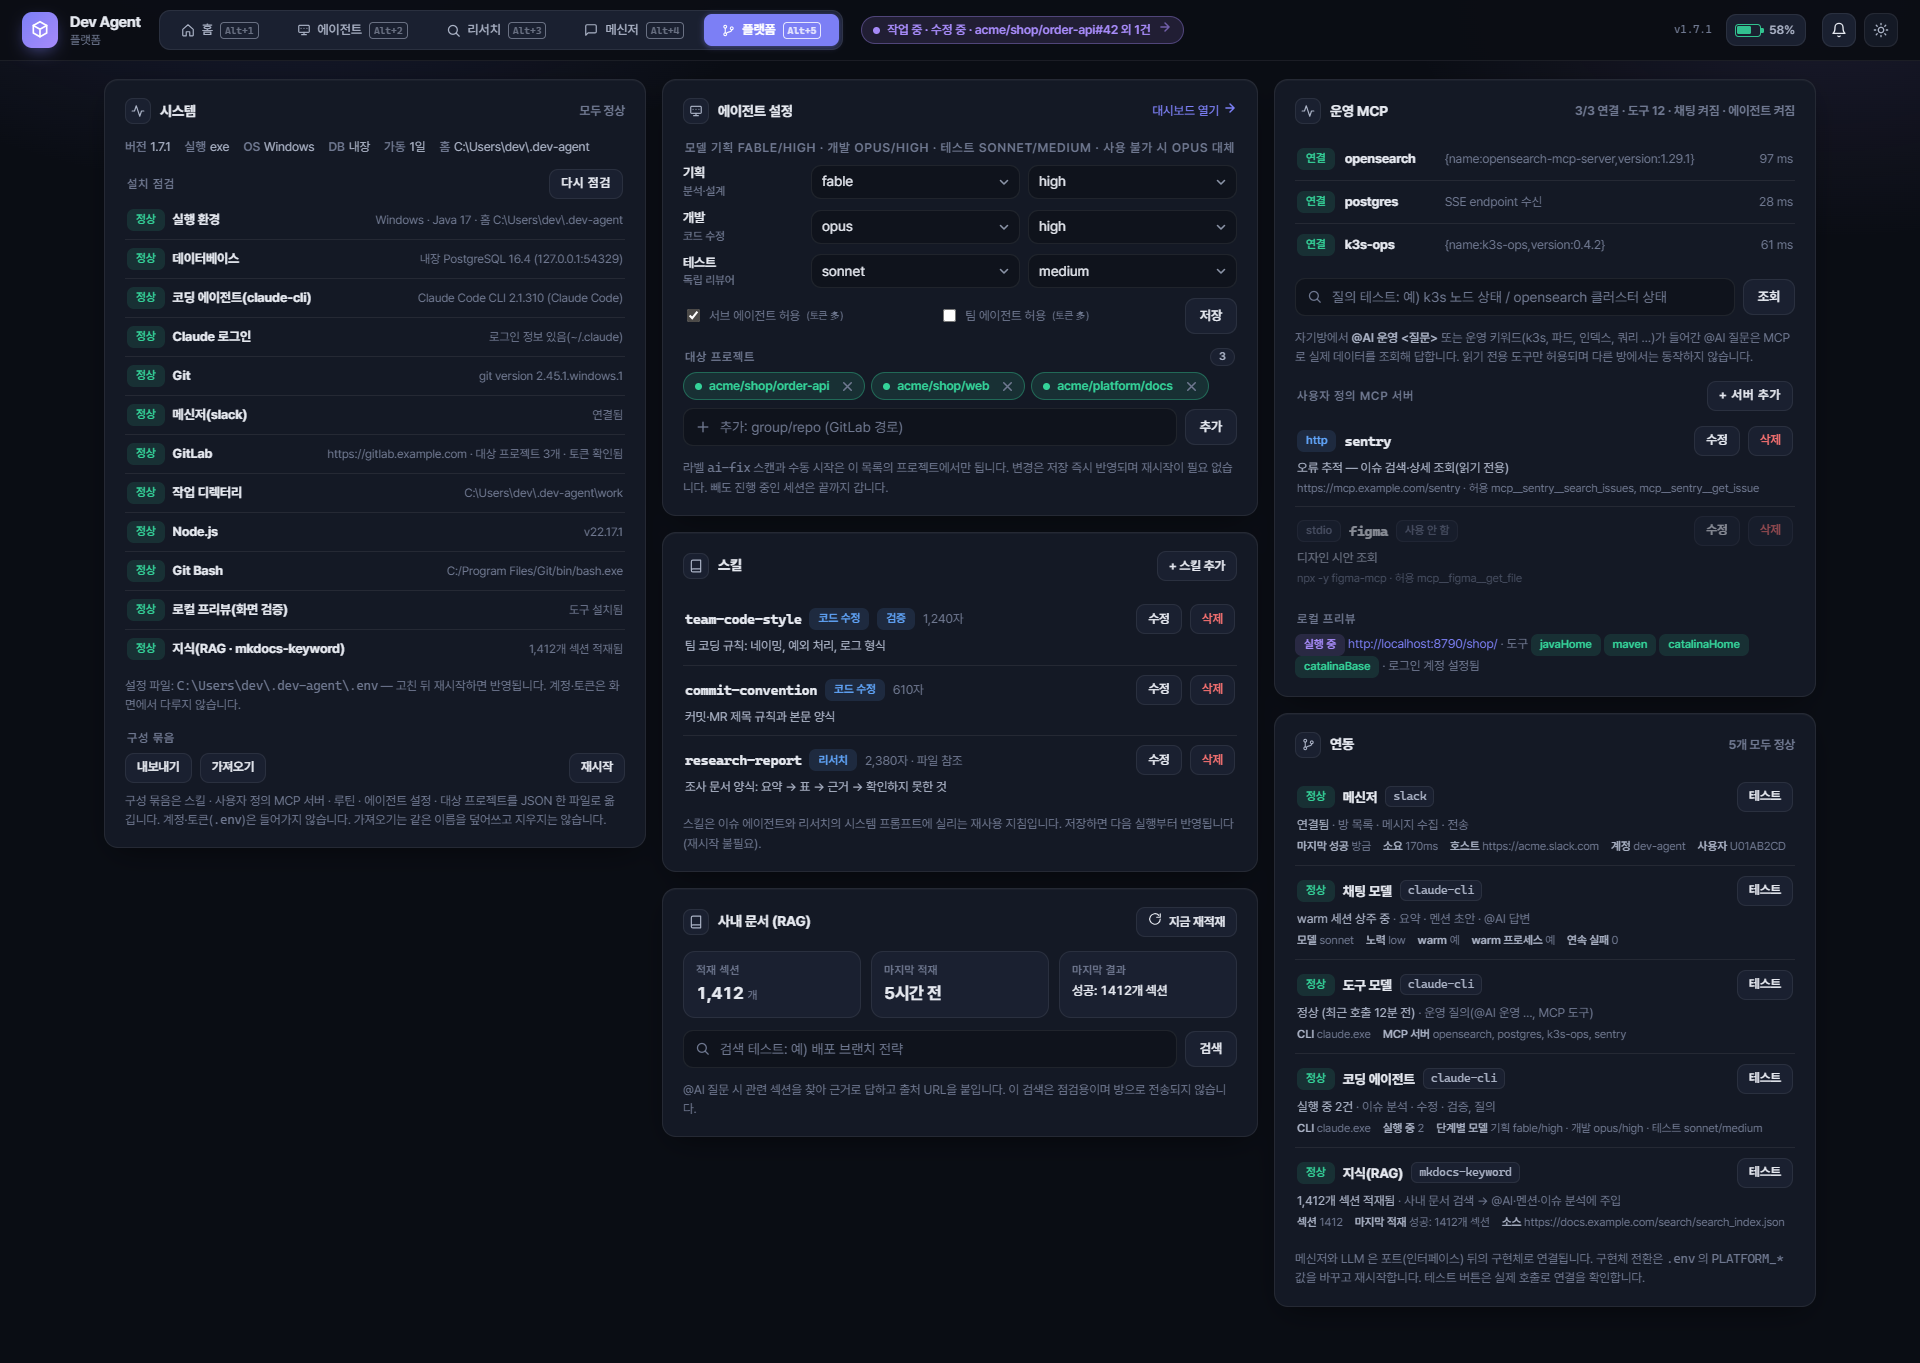 Dev Agent
플랫폼
홈 Alt+1
에이전트 Alt+2
리서치 Alt+3
메신저 Alt+4
플랫폼 Alt+5
작업 중 · 수정 중 · acme/shop/order-api#42 외 1건 →
v1.7.1
58%
시스템
모두 정상
버전 1.7.1 실행 exe OS Windows DB 내장 가동 1일 홈 C:\Users\dev\.dev-agent
설치 점검
다시 점검
정상 실행 환경 Windows · Java 17 · 홈 C:\Users\dev\.dev-agent
정상 데이터베이스 내장 PostgreSQL 16.4 (127.0.0.1:54329)
정상 코딩 에이전트(claude-cli) Claude Code CLI 2.1.310 (Claude Code)
정상 Claude 로그인 로그인 정보 있음(~/.claude)
정상 Git git version 2.45.1.windows.1
정상 메신저(slack) 연결됨
정상 GitLab https://gitlab.example.com · 대상 프로젝트 3개 · 토큰 확인됨
정상 작업 디렉터리 C:\Users\dev\.dev-agent\work
정상 Node.js v22.17.1
정상 Git Bash C:/Program Files/Git/bin/bash.exe
정상 로컬 프리뷰(화면 검증) 도구 설치됨
정상 지식(RAG · mkdocs-keyword) 1,412개 섹션 적재됨
설정 파일: C:\Users\dev\.dev-agent\.env — 고친 뒤 재시작하면 반영됩니다. 계정·토큰은 화
면에서 다루지 않습니다.
구성 묶음
내보내기 가져오기 재시작
구성 묶음은 스킬 · 사용자 정의 MCP 서버 · 루틴 · 에이전트 설정 · 대상 프로젝트를 JSON 한 파일로 옮
깁니다. 계정·토큰(.env)은 들어가지 않습니다. 가져오기는 같은 이름을 덮어쓰고 지우지는 않습니다.
에이전트 설정
대시보드 열기 →
모델 기획 FABLE/HIGH · 개발 OPUS/HIGH · 테스트 SONNET/MEDIUM · 사용 불가 시 OPUS 대체
기획
분석·설계
fable high
개발
코드 수정
opus high
테스트
독립 리뷰어
sonnet medium
서브 에이전트 허용 (토큰 多)
팀 에이전트 허용 (토큰 多)
저장
대상 프로젝트 3
acme/shop/order-api ×
acme/shop/web ×
acme/platform/docs ×
추가: group/repo (GitLab 경로)
추가
라벨 ai-fix 스캔과 수동 시작은 이 목록의 프로젝트에서만 됩니다. 변경은 저장 즉시 반영되며 재시작이 필요 없습
니다. 빼도 진행 중인 세션은 끝까지 갑니다.
스킬
+ 스킬 추가
team-code-style 코드 수정 검증 1,240자 수정 삭제
팀 코딩 규칙: 네이밍, 예외 처리, 로그 형식
commit-convention 코드 수정 610자 수정 삭제
커밋·MR 제목 규칙과 본문 양식
research-report 리서치 2,380자 · 파일 참조 수정 삭제
조사 문서 양식: 요약 → 표 → 근거 → 확인하지 못한 것
스킬은 이슈 에이전트와 리서치의 시스템 프롬프트에 실리는 재사용 지침입니다. 저장하면 다음 실행부터 반영됩니다
(재시작 불필요).
사내 문서 (RAG)
지금 재적재
적재 섹션
1,412 개
마지막 적재
5시간 전
마지막 결과
성공: 1412개 섹션
검색 테스트: 예) 배포 브랜치 전략
검색
@AI 질문 시 관련 섹션을 찾아 근거로 답하고 출처 URL을 붙입니다. 이 검색은 점검용이며 방으로 전송되지 않습니
다.
운영 MCP
3/3 연결 · 도구 12 · 채팅 켜짐 · 에이전트 켜짐
연결 opensearch {name:opensearch-mcp-server,version:1.29.1} 97 ms
연결 postgres SSE endpoint 수신 28 ms
연결 k3s-ops {name:k3s-ops,version:0.4.2} 61 ms
질의 테스트: 예) k3s 노드 상태 / opensearch 클러스터 상태
조회
자기방에서 @AI 운영 <질문> 또는 운영 키워드(k3s, 파드, 인덱스, 쿼리 …)가 들어간 @AI 질문은 MCP
로 실제 데이터를 조회해 답합니다. 읽기 전용 도구만 허용되며 다른 방에서는 동작하지 않습니다.
사용자 정의 MCP 서버
+ 서버 추가
http sentry 수정 삭제
오류 추적 — 이슈 검색·상세 조회(읽기 전용)
https://mcp.example.com/sentry · 허용 mcp__sentry__search_issues, mcp__sentry__get_issue
stdio figma 사용 안 함 수정 삭제
디자인 시안 조회
npx -y figma-mcp · 허용 mcp__figma__get_file
로컬 프리뷰
실행 중 http://localhost:8790/shop/ · 도구 javaHome maven catalinaHome
catalinaBase · 로그인 계정 설정됨
연동
5개 모두 정상
정상 메신저 slack 테스트
연결됨 · 방 목록 · 메시지 수집 · 전송
마지막 성공 방금 소요 170ms 호스트 https://acme.slack.com 계정 dev-agent 사용자 U01AB2CD
정상 채팅 모델 claude-cli 테스트
warm 세션 상주 중 · 요약 · 멘션 초안 · @AI 답변
모델 sonnet 노력 low warm 예 warm 프로세스 예 연속 실패 0
정상 도구 모델 claude-cli 테스트
정상 (최근 호출 12분 전) · 운영 질의(@AI 운영 …, MCP 도구)
CLI claude.exe MCP 서버 opensearch, postgres, k3s-ops, sentry
정상 코딩 에이전트 claude-cli 테스트
실행 중 2건 · 이슈 분석 · 수정 · 검증, 질의
CLI claude.exe 실행 중 2 단계별 모델 기획 fable/high · 개발 opus/high · 테스트 sonnet/medium
정상 지식(RAG) mkdocs-keyword 테스트
1,412개 섹션 적재됨 · 사내 문서 검색 → @AI·멘션·이슈 분석에 주입
섹션 1412 마지막 적재 성공: 1412개 섹션 소스 https://docs.example.com/search/search_index.json
메신저와 LLM 은 포트(인터페이스) 뒤의 구현체로 연결됩니다. 구현체 전환은 .env 의 PLATFORM_*
값을 바꾸고 재시작합니다. 테스트 버튼은 실제 호출로 연결을 확인합니다.